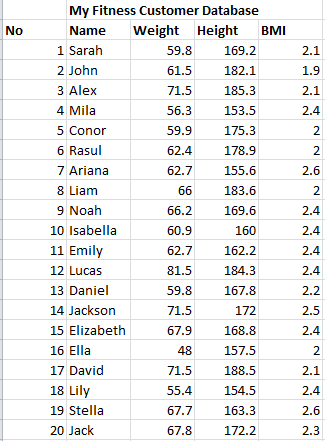 My Fitness Customer Database
No Name Weight Height BMI
1 Sarah 59.8 169.2 2.1
2 John 61.5 182.1 1.9
3 Alex 71.5 185.3 2.1
4 Mila 56.3 153.5 2.4
5 Conor 59.9 175.3 2
6 Rasul 62.4 178.9 2
7 Ariana 62.7 155.6 2.6
8 Liam 66 183.6 2
9 Noah 66.2 169.6 2.4
10 Isabella 60.9 160 2.4
11 Emily 62.7 162.2 2.4
12 Lucas 81.5 184.3 2.4
13 Daniel 59.8 167.8 2.2
14 Jackson 71.5 172 2.5
15 Elizabeth 67.9 168.8 2.4
16 Ella 48 157.5 2
17 David 71.5 188.5 2.1
18 Lily 55.4 154.5 2.4
19 Stella 67.7 163.3 2.6
20 Jack 67.8 172.2 2.3